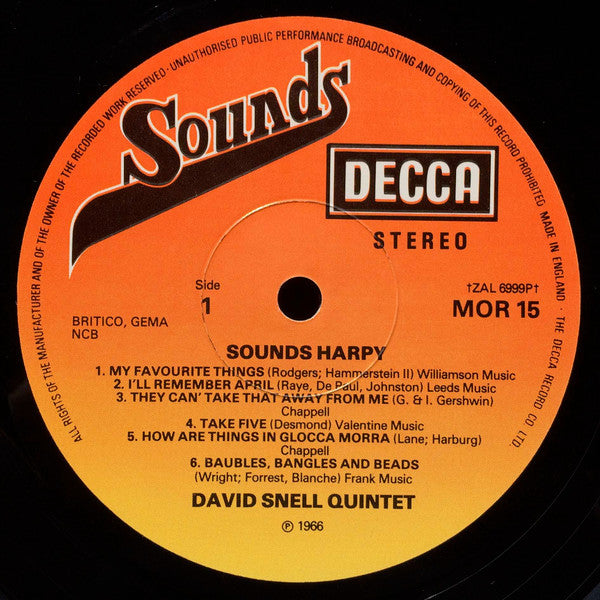 ALL RIGHTS OF THE MANUFACTURER AND OF THE OWNER OF THE RECORDED WORK RESERVED·UNAUTHORISED PUBLIC PERFORMANCE BROADCASTING AND COPYING OF THIS RECORD PROHIBITED. MADE IN ENGLAND · THE DECCA RECORD CO LTD.
Sounds
DECCA
STEREO
Side
1
†ZAL 6999P†
MOR 15
BRITICO, GEMA
NCB
SOUNDS HARPY
1. MY FAVOURITE THINGS (Rodgers; Hammerstein II) Williamson Music
2. I'LL REMEMBER APRIL (Raye, De Paul, Johnston) Leeds Music
3. THEY CAN' TAKE THAT AWAY FROM ME (G. & I. Gershwin)
Chappell
4. TAKE FIVE (Desmond) Valentine Music
5. HOW ARE THINGS IN GLOCCA MORRA (Lane; Harburg)
Chappell
6. BAUBLES, BANGLES AND BEADS
(Wright; Forrest, Blanche) Frank Music
DAVID SNELL QUINTET
℗ 1966